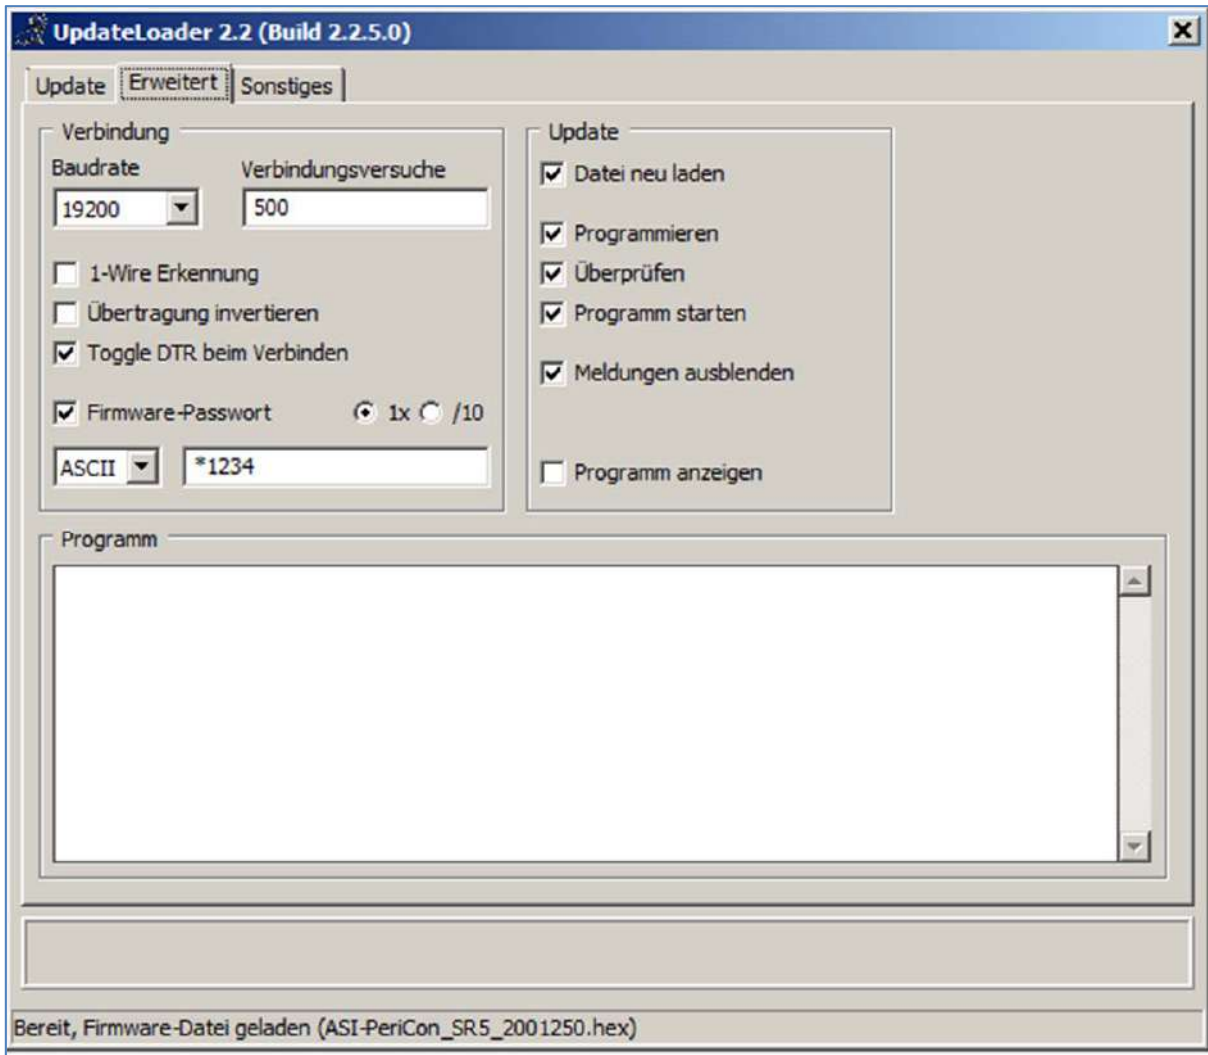 UpdateLoader 2.2 (Build 2.2.5.0)
Update Erweitert Sonstiges
Verbindung
Baudrate Verbindungsversuche
19200 500
1-Wire Erkennung
Übertragung invertieren
Toggle DTR beim Verbinden
Firmware-Passwort 1x /10
ASCII *1234
Update
Datei neu laden
Programmieren
Überprüfen
Programm starten
Meldungen ausblenden
Programm anzeigen
Programm
Bereit, Firmware-Datei geladen (ASI-PeriCon_SR5_2001250.hex)